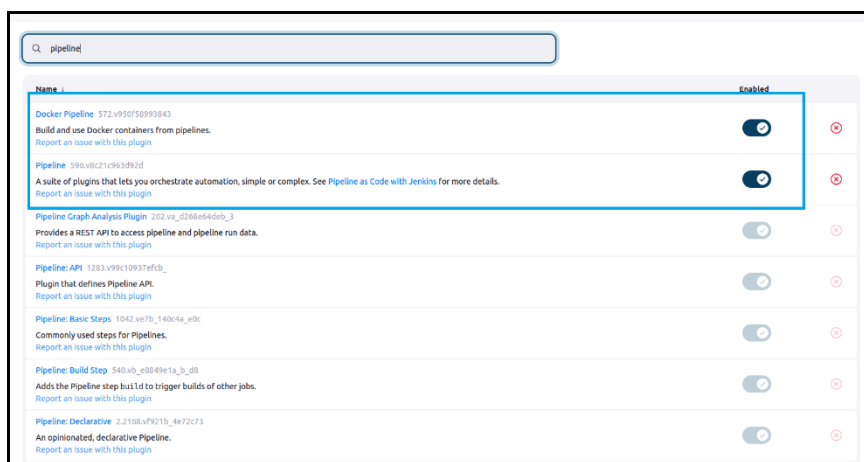 pipeline
Name ↓
Enabled
Docker Pipeline 572.v950f58993843
Build and use Docker containers from pipelines.
Report an issue with this plugin
Pipeline 596.v8c21c963d92d
A suite of plugins that lets you orchestrate automation, simple or complex. See Pipeline as Code with Jenkins for more details.
Report an issue with this plugin
Pipeline Graph Analysis Plugin 202.va_d268e64deb_3
Provides a REST API to access pipeline and pipeline run data.
Report an issue with this plugin
Pipeline: API 1283.v99c10937efcb_
Plugin that defines Pipeline API.
Report an issue with this plugin
Pipeline: Basic Steps 1042.ve7b_140c4a_e0c
Commonly used steps for Pipelines.
Report an issue with this plugin
Pipeline: Build Step 540.vb_e8849e1a_b_d8
Adds the Pipeline step build to trigger builds of other jobs.
Report an issue with this plugin
Pipeline: Declarative 2.2168.vf921b_4e72c73
An opinionated, declarative Pipeline.
Report an issue with this plugin